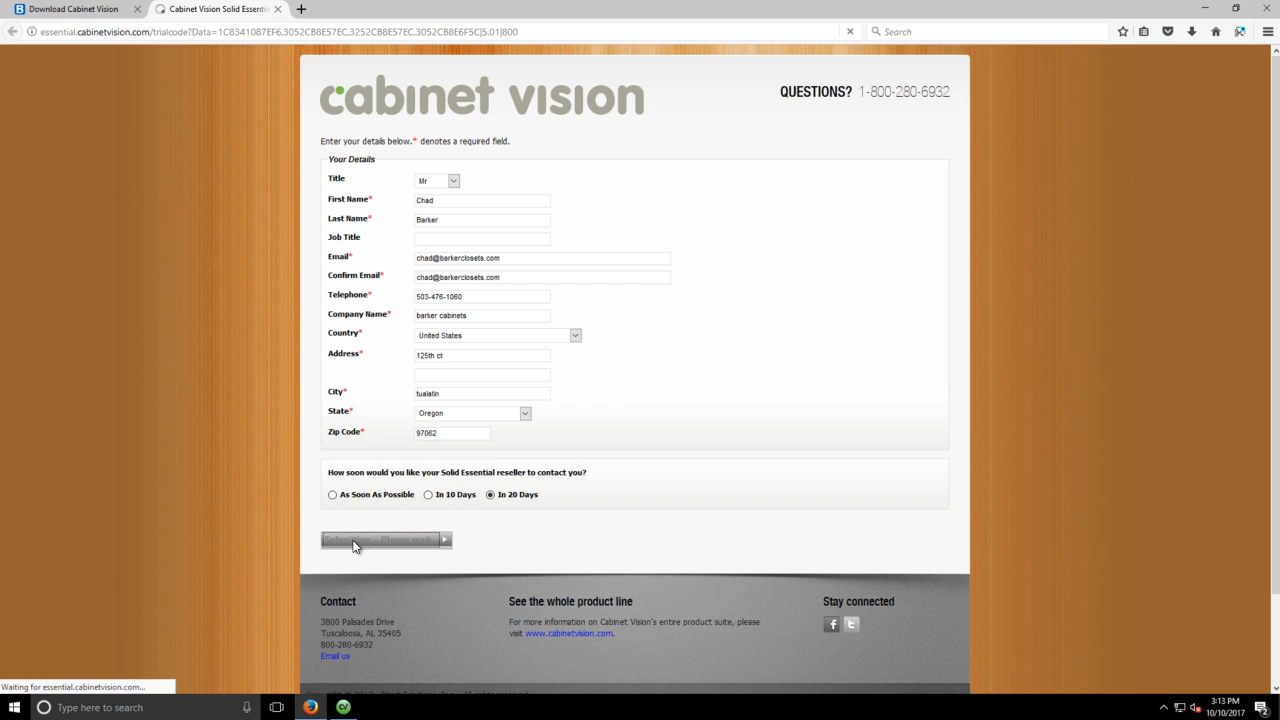 Download Cabinet Vision
Cabinet Vision Solid Essenti
essential.cabinetvision.com/trialcode?Data=1C8341087EF6,3052CB8E57EC,3252CB8E57EC,3052CB8E6F5C|5.01|800
Search
cabinet vision
QUESTIONS? 1-800-280-6932
Enter your details below.* denotes a required field.
Your Details
Title Mr
First Name* Chad
Last Name* Barker
Job Title
Email* chad@barkerclosets.com
Confirm Email* chad@barkerclosets.com
Telephone* 503-476-1060
Company Name* barker cabinets
Country* United States
Address* 125th ct
City* tualatin
State* Oregon
Zip Code* 97062
How soon would you like your Solid Essential reseller to contact you?
As Soon As Possible In 10 Days In 20 Days
Submitting... Please wait...
Contact
3800 Palisades Drive
Tuscaloosa, AL 35405
800-280-6932
Email us
See the whole product line
For more information on Cabinet Vision's entire product suite, please
visit www.cabinetvision.com.
Stay connected
Waiting for essential.cabinetvision.com...
Type here to search
3:13 PM
10/10/2017
2